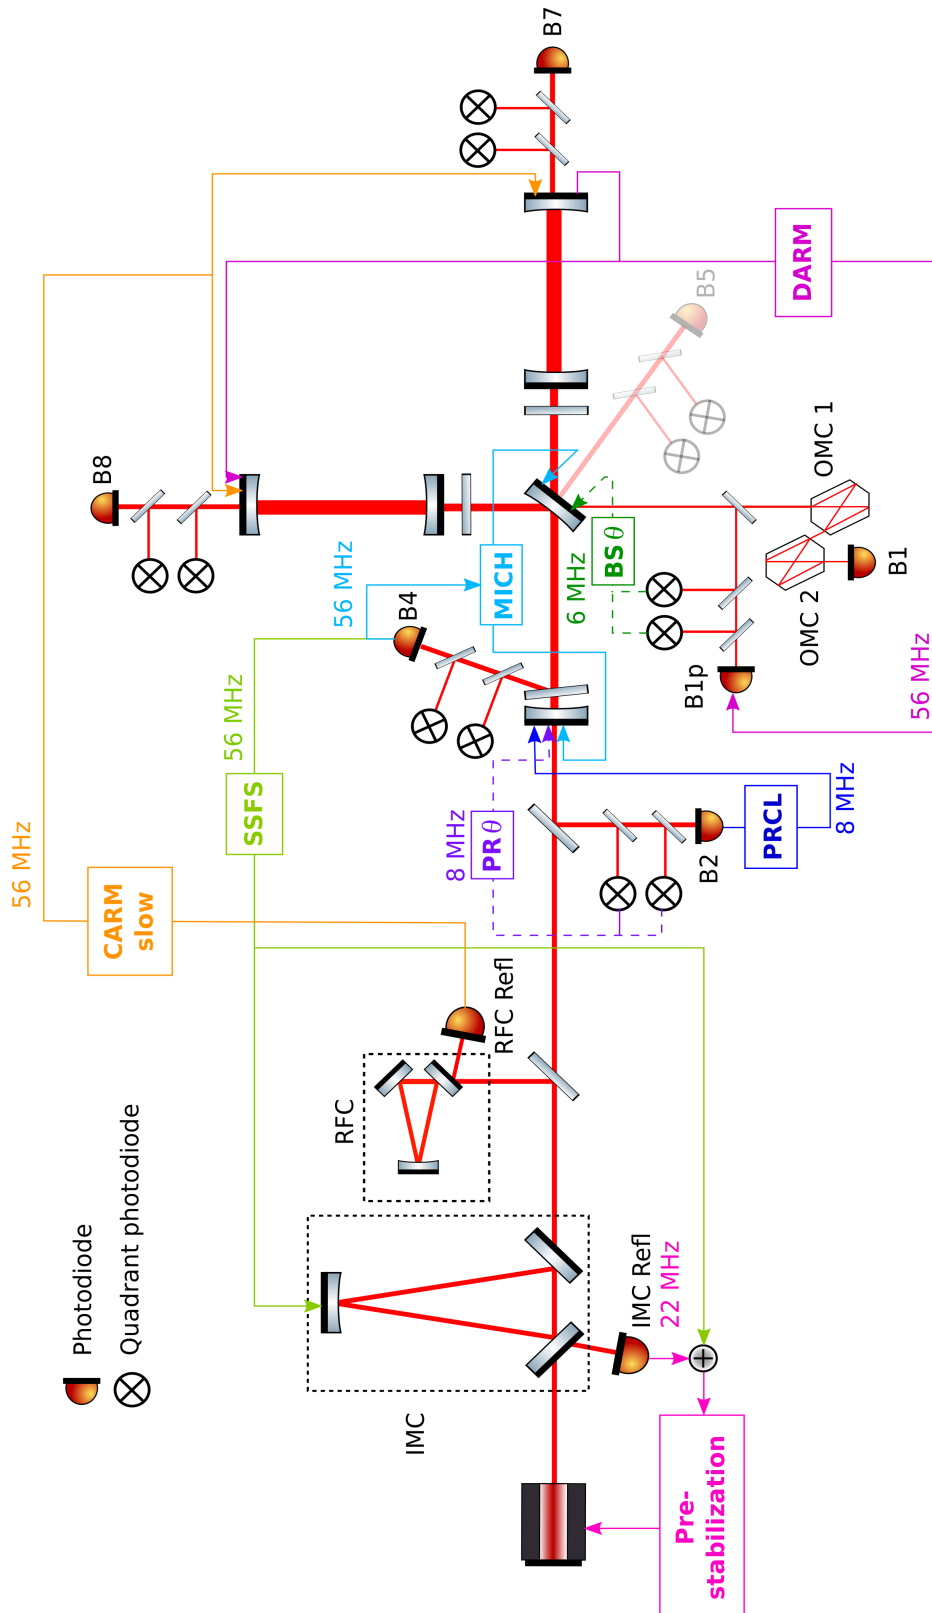 Photodiode
Quadrant photodiode
IMC
IMC Refl
22 MHz
Pre-
stabilization
RFC
RFC Refl
CARM
slow
56 MHz
SSFS
56 MHz
PRθ
8 MHz
B2
PRCL
8 MHz
B4
56 MHz
MICH
BSθ
6 MHz
B1p
56 MHz
OMC 2
OMC 1
B1
B8
B5
DARM
B7